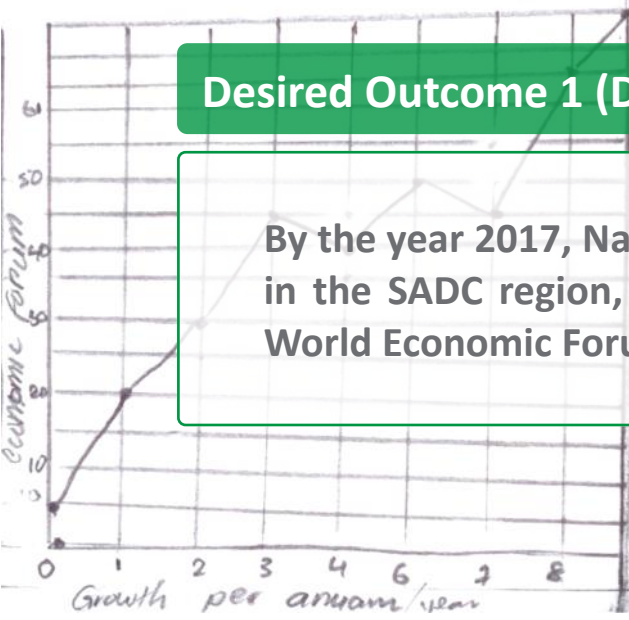 Desired Outcome 1 (D
By the year 2017, Na
in the SADC region,
World Economic Foru
economic forum
50
40
30
20
10
0
0 1 2 3 4 6 7 8
Growth per anuam/year